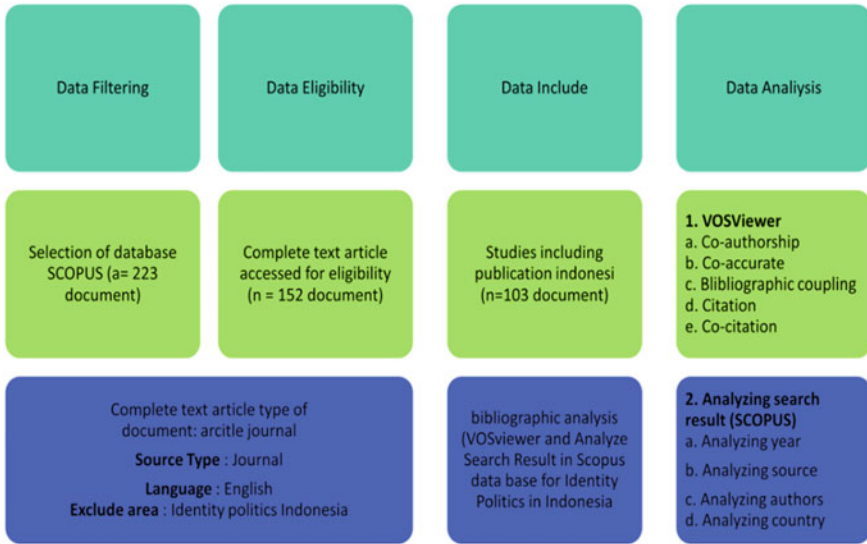 Data Filtering
Data Eligibility
Data Include
Data Analiysis
Selection of database
SCOPUS (a= 223
document)
Complete text article
accessed for eligibility
(n = 152 document)
Studies including
publication indonesi
(n=103 document)
1. VOSViewer
a. Co-authorship
b. Co-accurate
c. Blibliographic coupling
d. Citation
e. Co-citation
Complete text article type of
document: arcitle journal
Source Type : Journal
Language : English
Exclude area : Identity politics Indonesia
bibliographic analysis
(VOSviewer and Analyze
Search Result in Scopus
data base for Identity
Politics in Indonesia
2. Analyzing search
result (SCOPUS)
a. Analyzing year
b. Analyzing source
c. Analyzing authors
d. Analyzing country